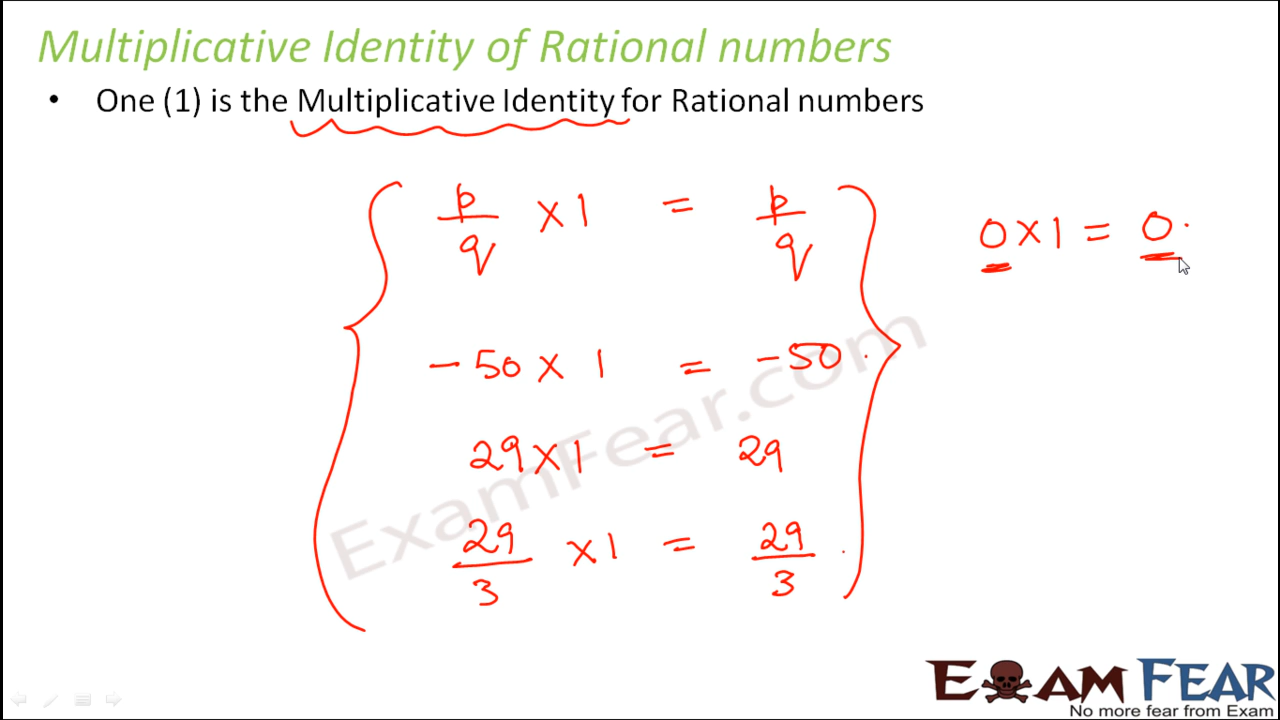 Multiplicative Identity of Rational numbers
• One (1) is the Multiplicative Identity for Rational numbers
p/q × 1 = p/q
0 × 1 = 0.
-50 × 1 = -50.
29 × 1 = 29
29/3 × 1 = 29/3.
ExamFear.com
EXAM FEAR
No more fear from Exam